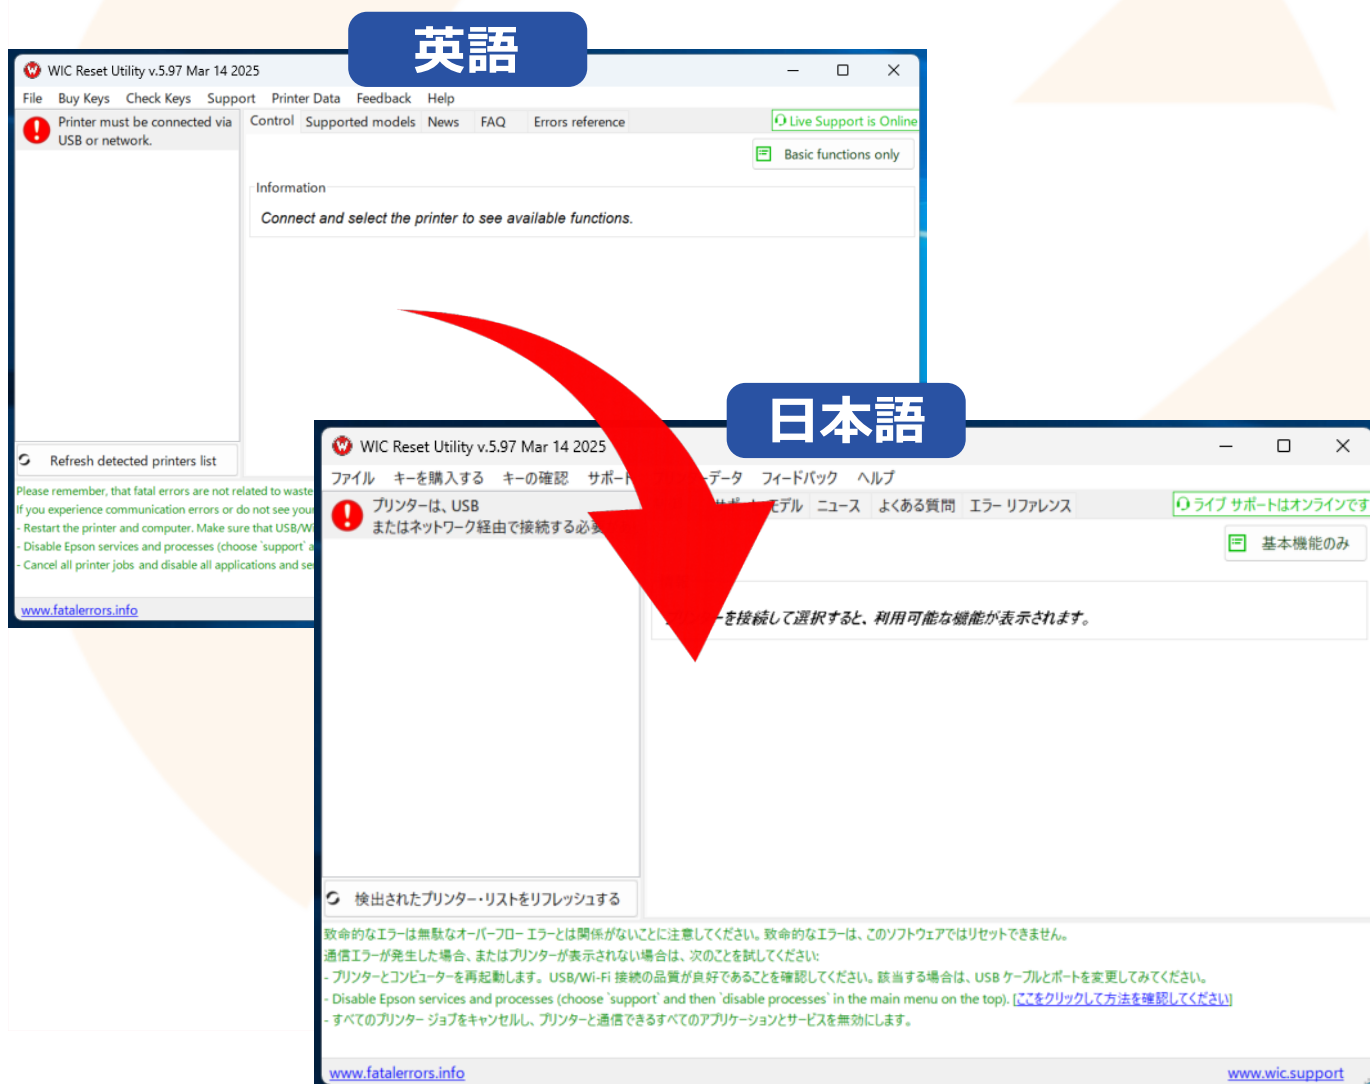 英語
WIC Reset Utility v.5.97 Mar 14 2025
File Buy Keys Check Keys Support Printer Data Feedback Help
Printer must be connected via
USB or network.
Control Supported models News FAQ Errors reference
Live Support is Online
Basic functions only
Information
Connect and select the printer to see available functions.
Refresh detected printers list
Please remember, that fatal errors are not related to waste
If you experience communication errors or do not see your
- Restart the printer and computer. Make sure that USB/Wi
- Disable Epson services and processes (choose `support` a
- Cancel all printer jobs and disable all applications and se
www.fatalerrors.info
日本語
WIC Reset Utility v.5.97 Mar 14 2025
ファイル キーを購入する キーの確認 サポート データ フィードバック ヘルプ
プリンターは、USB
またはネットワーク経由で接続する必要
モデル ニュース よくある質問 エラー リファレンス
ライブ サポートはオンラインです
基本機能のみ
ーを接続して選択すると、利用可能な機能が表示されます。
検出されたプリンター・リストをリフレッシュする
致命的なエラーは無駄なオーバーフロー エラーとは関係がないことに注意してください。致命的なエラーは、このソフトウェアではリセットできません。
通信エラーが発生した場合、またはプリンターが表示されない場合は、次のことを試してください:
- プリンターとコンピューターを再起動します。USB/Wi-Fi 接続の品質が良好であることを確認してください。該当する場合は、USB ケーブルとポートを変更してみてください。
- Disable Epson services and processes (choose `support` and then `disable processes` in the main menu on the top). [ここをクリックして方法を確認してください]
- すべてのプリンター ジョブをキャンセルし、プリンターと通信できるすべてのアプリケーションとサービスを無効にします。
www.fatalerrors.info
www.wic.support